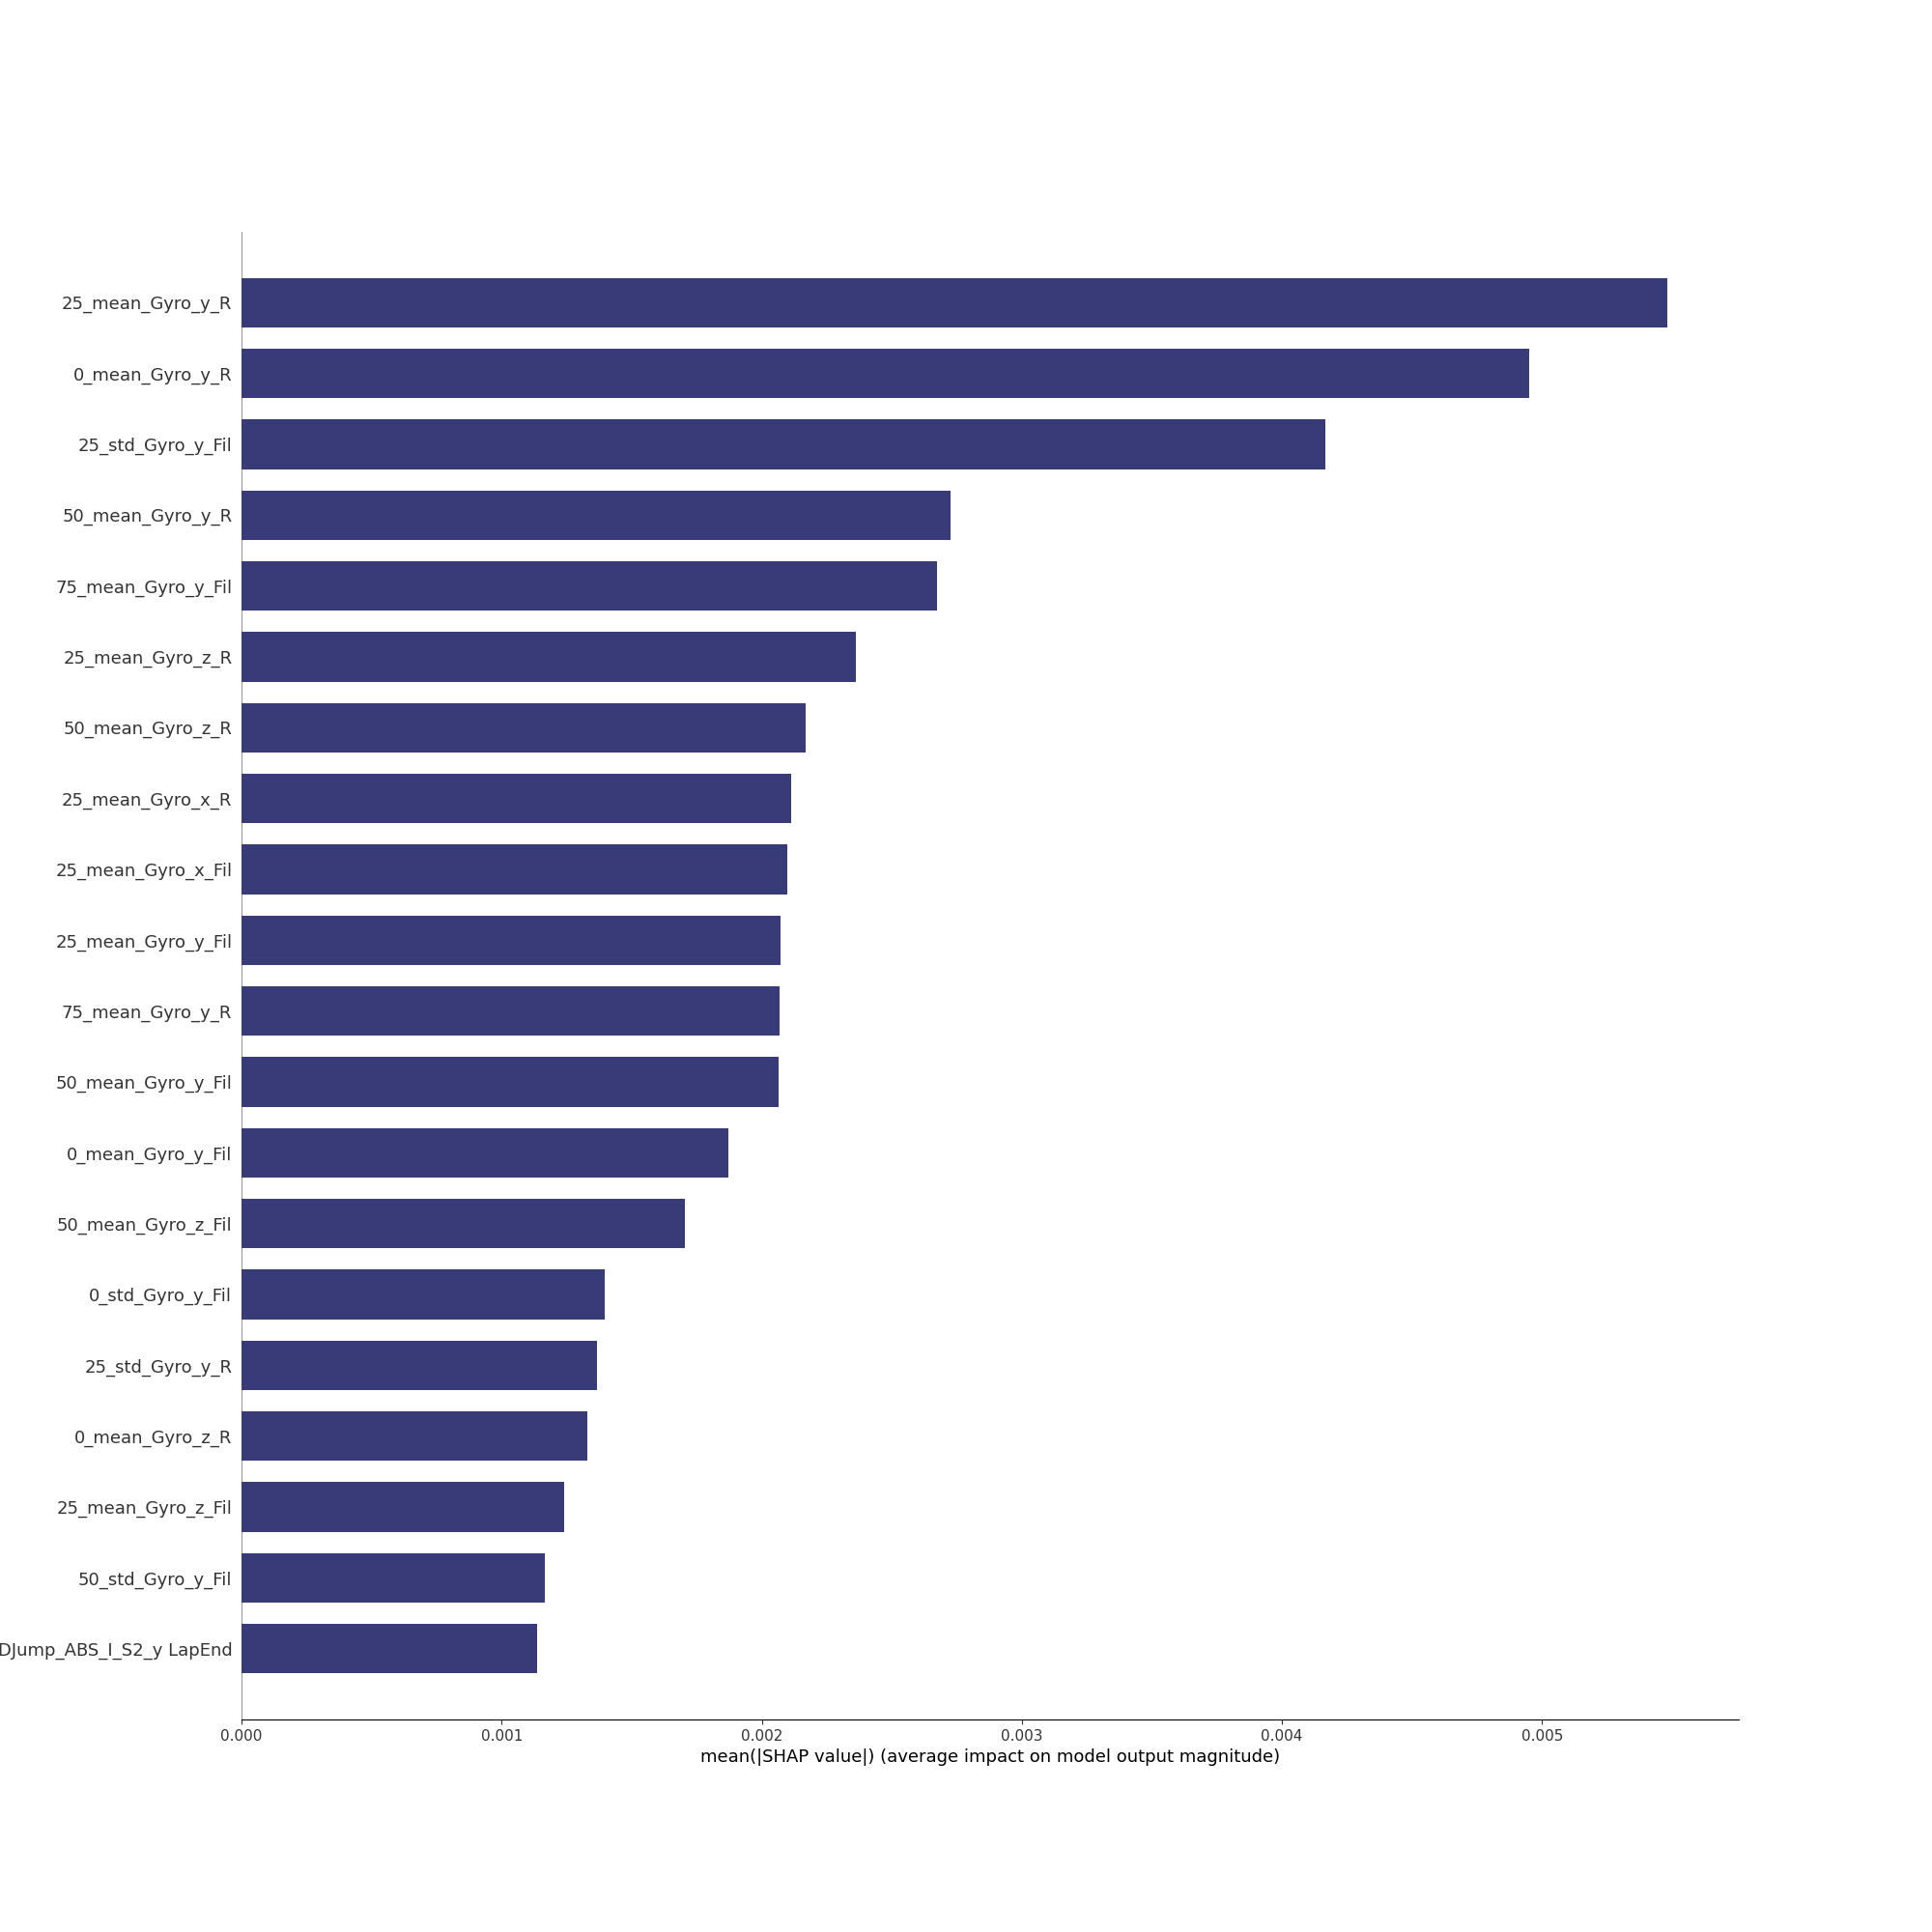 25_mean_Gyro_y_R
0_mean_Gyro_y_R
25_std_Gyro_y_Fil
50_mean_Gyro_y_R
75_mean_Gyro_y_Fil
25_mean_Gyro_z_R
50_mean_Gyro_z_R
25_mean_Gyro_x_R
25_mean_Gyro_x_Fil
25_mean_Gyro_y_Fil
75_mean_Gyro_y_R
50_mean_Gyro_y_Fil
0_mean_Gyro_y_Fil
50_mean_Gyro_z_Fil
0_std_Gyro_y_Fil
25_std_Gyro_y_R
0_mean_Gyro_z_R
25_mean_Gyro_z_Fil
50_std_Gyro_y_Fil
DJump_ABS_I_S2_y LapEnd
0.000 0.001 0.002 0.003 0.004 0.005
mean(|SHAP value|) (average impact on model output magnitude)